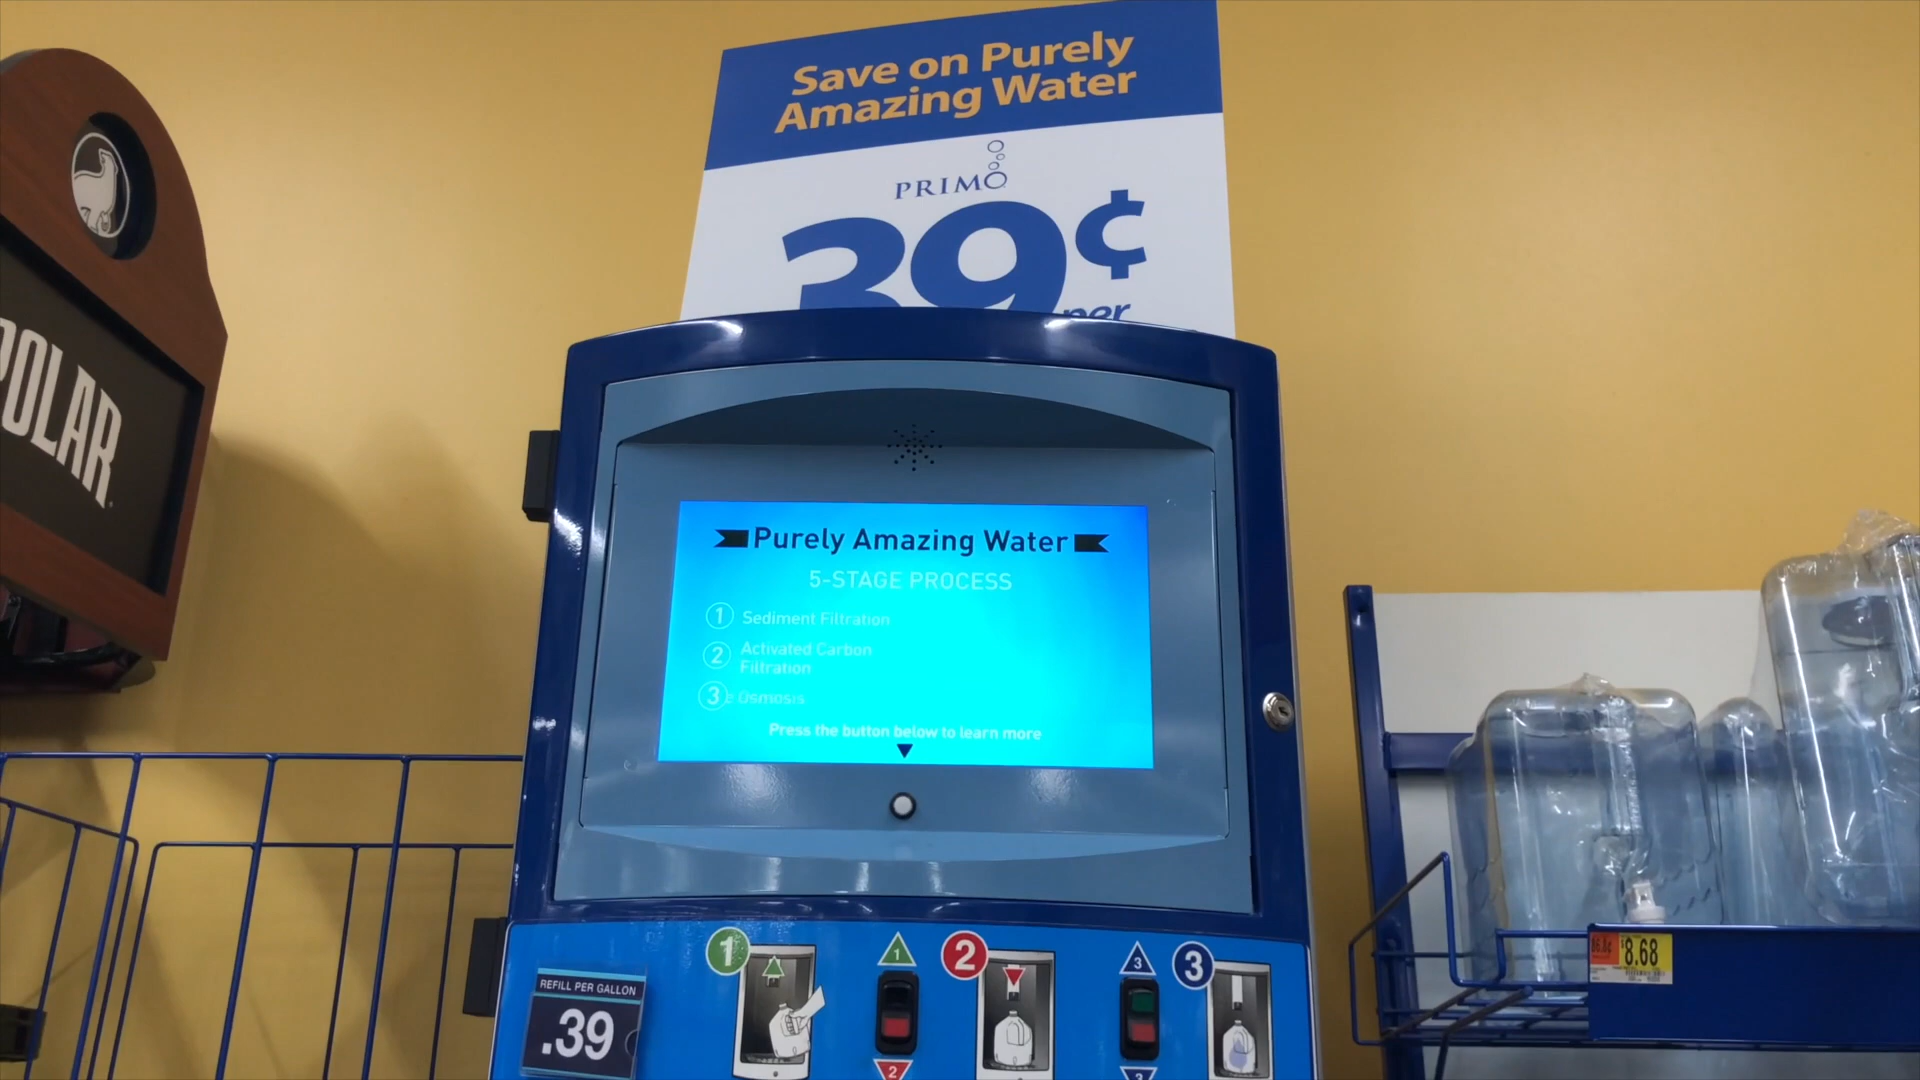 Save on Purely
Amazing Water
PRIMO
39¢
per
POLAR
Purely Amazing Water
5-STAGE PROCESS
1 Sediment Filtration
2 Activated Carbon
Filtration
3 e Osmosis
Press the button below to learn more
1
1
2
3
3
REFILL PER GALLON
.39
2
3
$8.68